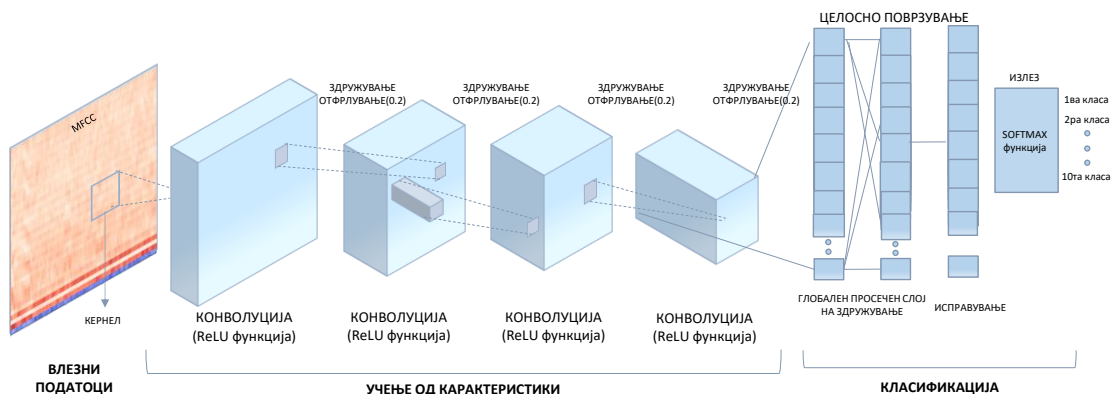 ЦЕЛОСНО ПОВРЗУВАЊЕ
MFCC
ЗДРУЖУВАЊЕ
ОТФРЛУВАЊЕ(0.2)
ЗДРУЖУВАЊЕ
ОТФРЛУВАЊЕ(0.2)
ЗДРУЖУВАЊЕ
ОТФРЛУВАЊЕ(0.2)
ЗДРУЖУВАЊЕ
ОТФРЛУВАЊЕ(0.2)
ИЗЛЕЗ
SOFTMAX
функција
1ва класа
2ра класа
10та класа
КЕРНЕЛ
КОНВОЛУЦИЈА
(ReLU функција)
КОНВОЛУЦИЈА
(ReLU функција)
КОНВОЛУЦИЈА
(ReLU функција)
КОНВОЛУЦИЈА
(ReLU функција)
ГЛОБАЛЕН ПРОСЕЧЕН СЛОЈ
НА ЗДРУЖУВАЊЕ
ИСПРАВУВАЊЕ
ВЛЕЗНИ
ПОДАТОЦИ
УЧЕЊЕ ОД КАРАКТЕРИСТИКИ
КЛАСИФИКАЦИЈА